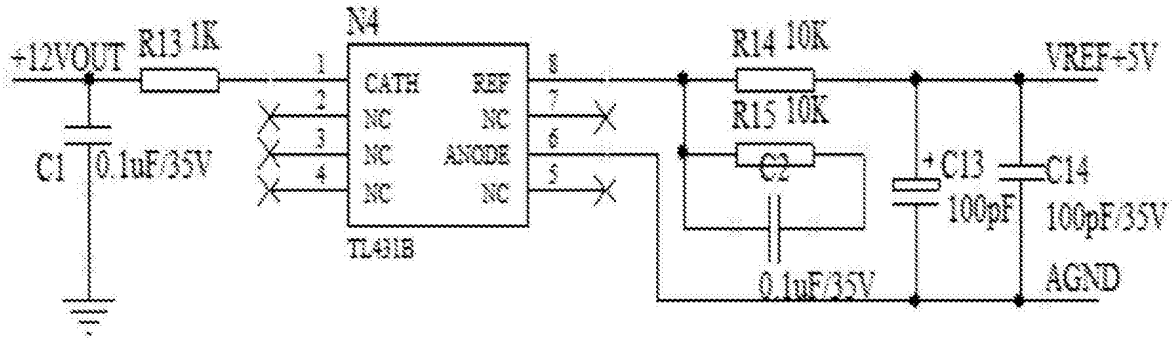 N4
+12VOUT
R13 1K
1
CATH
REF
8
R14 10K
VREF+5V
2
NC
NC
7
R15 10K
3
NC
ANODE
6
C1
0.1uF/35V
4
NC
NC
5
C2
+
C13
100pF
C14
100pF/35V
TL431B
0.1uF/35V
AGND